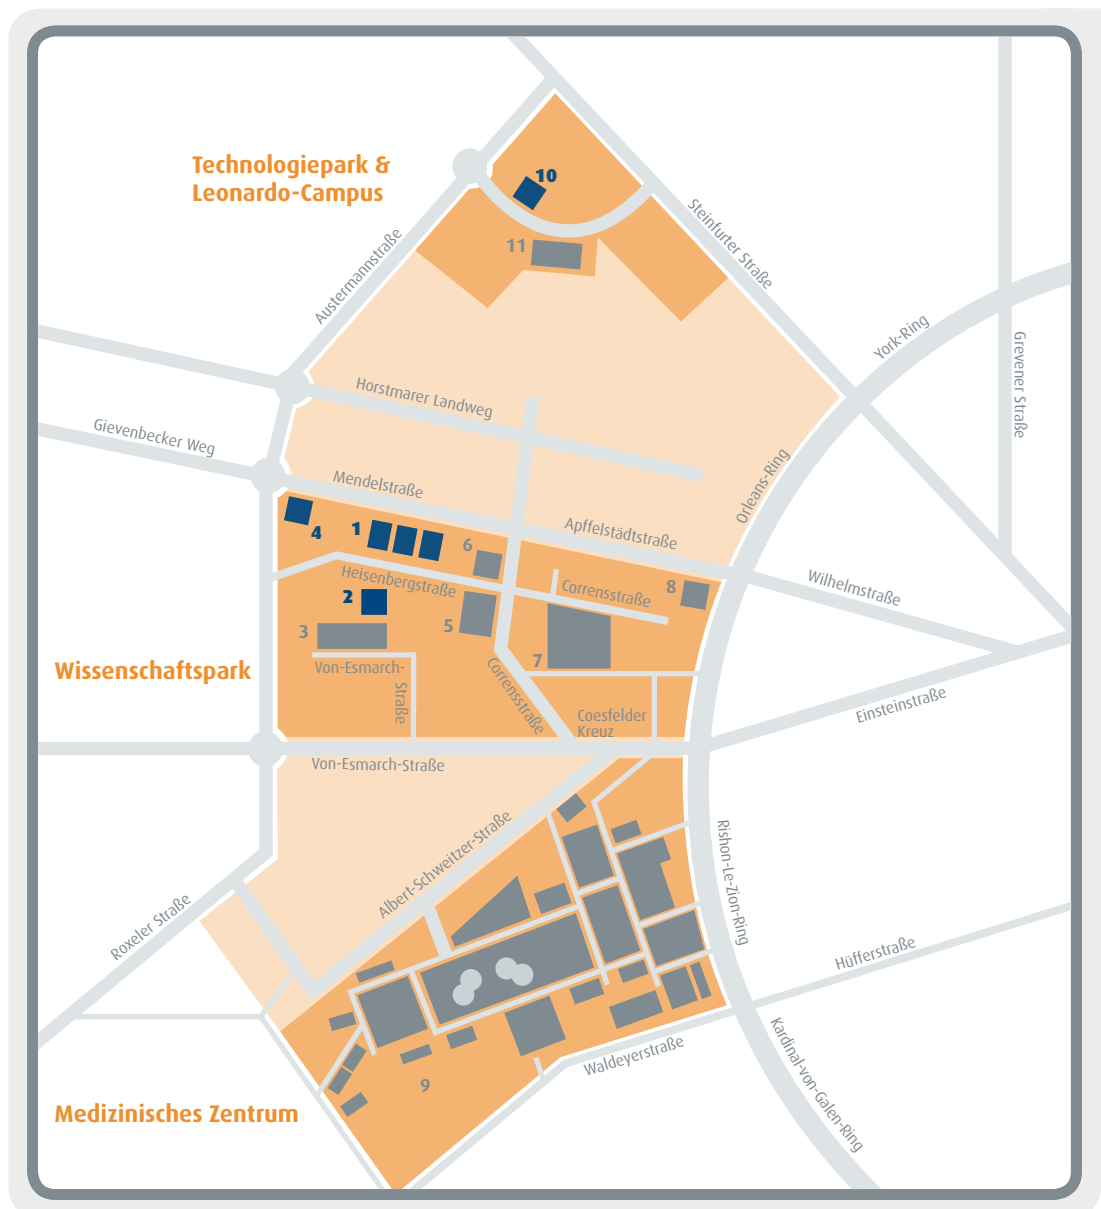 Technologiepark &
Leonardo-Campus
10
11
Steinfurter Straße
Austermannstraße
York-Ring
Grevener Straße
Horstmarer Landweg
Gievenbecker Weg
Mendelstraße
Orleans-Ring
Apffelstädtstraße
4
1
6
Heisenbergstraße
Corrensstraße
8
Wilhelmstraße
2
3
5
7
Wissenschaftspark
Von-Esmarch-
Straße
Corrensstraße
Coesfelder
Kreuz
Einsteinstraße
Von-Esmarch-Straße
Albert-Schweitzer-Straße
Rishon-Le-Zion-Ring
Roxeler Straße
Hüfferstraße
Waldeyerstraße
Kardinal-von-Galen-Ring
9
Medizinisches Zentrum